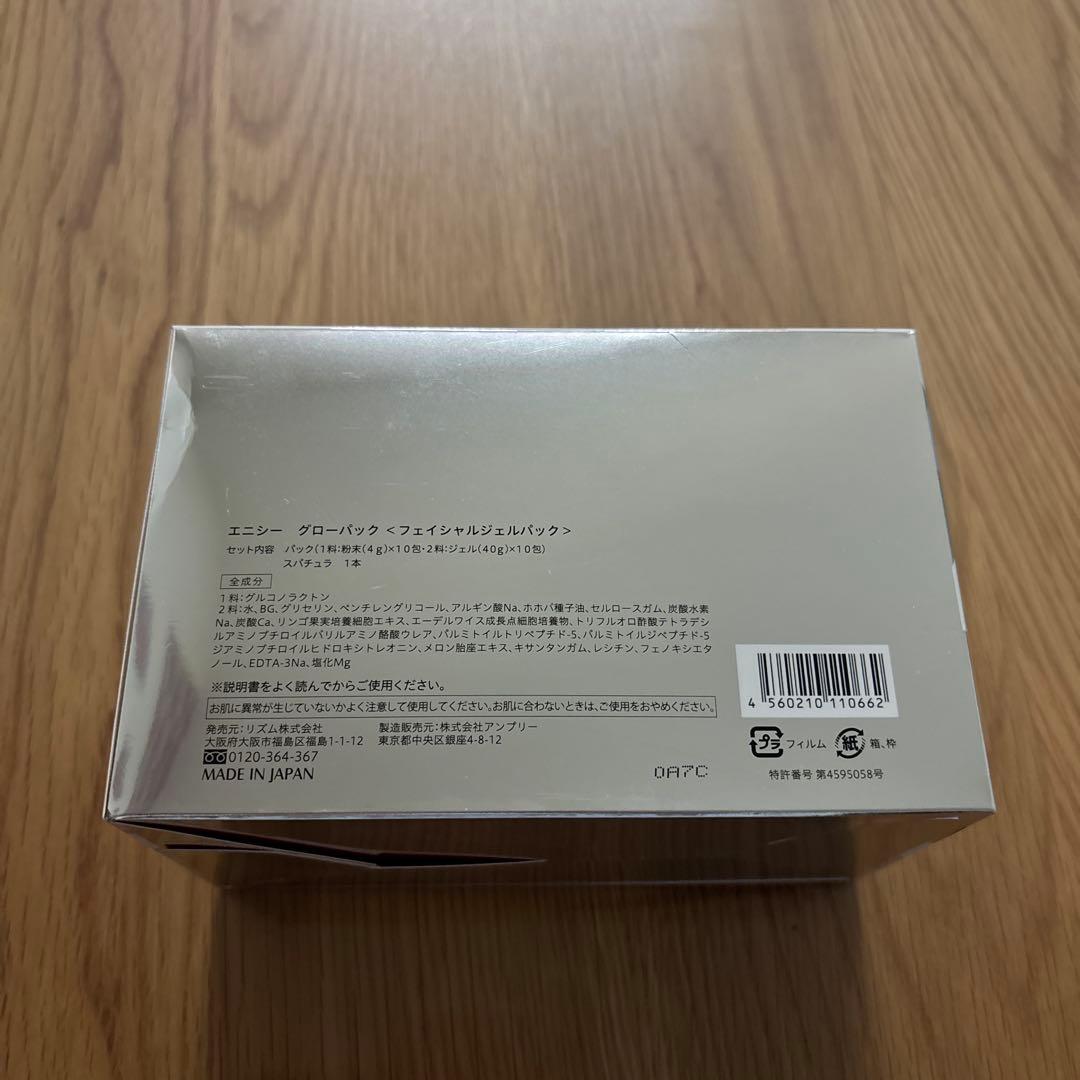 エニシー　グローパック＜フェイシャルジェルパック＞
セット内容　パック（1料：粉末（4g）×10包・2料：ジェル（40g）×10包）
スパチュラ　1本
全成分
1料：グルコノラクトン
2料：水、BG、グリセリン、ペンチレングリコール、アルギン酸Na、ホホバ種子油、セルロースガム、炭酸水素
Na、炭酸Ca、リンゴ果実培養細胞エキス、エーデルワイス成長点細胞培養物、トリフルオロ酢酸テトラデシ
ルアミノブチロイルバリルアミノ酪酸ウレア、パルミトイルトリペプチド-5、パルミトイルジペプチド-5
ジアミノブチロイルヒドロキシトレオニン、メロン胎座エキス、キサンタンガム、レシチン、フェノキシエタ
ノール、EDTA-3Na、塩化Mg
※説明書をよく読んでからご使用ください。
お肌に異常が生じていないかよく注意して使用してください。お肌に合わないときは、ご使用をおやめください。
発売元：リズム株式会社　製造販売元：株式会社アンプリー
大阪府大阪市福島区福島1-1-12　東京都中央区銀座4-8-12
0120-364-367
MADE IN JAPAN
0A7C
4 560210 110662
プラ フィルム 紙 箱、枠
特許番号 第4595058号